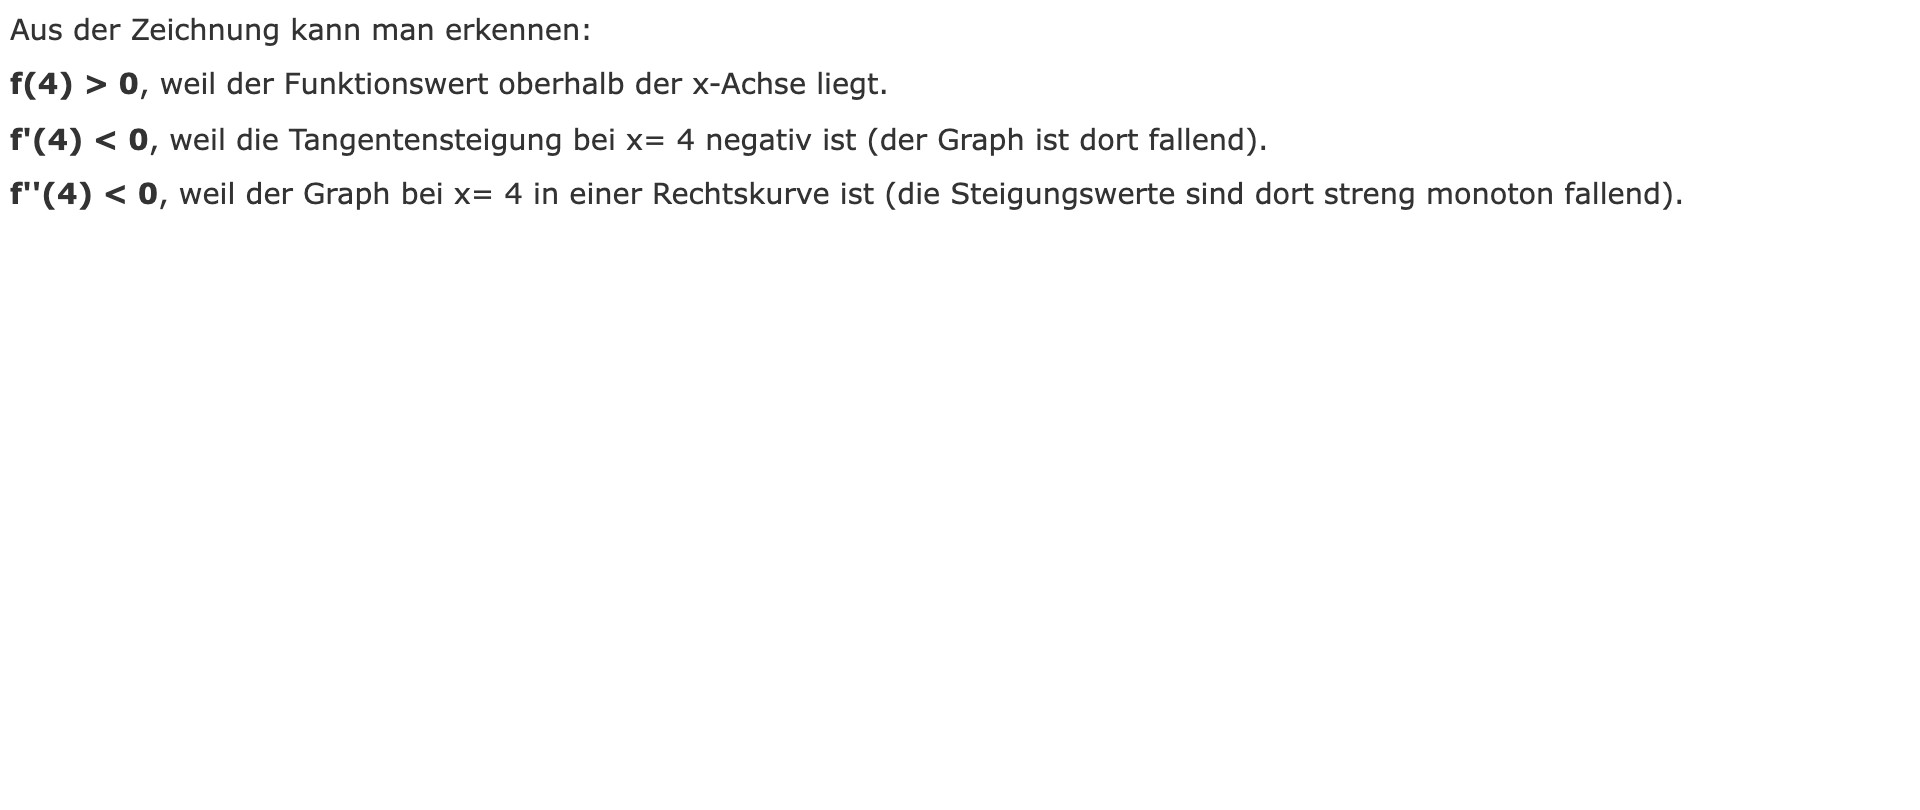 Aus der Zeichnung kann man erkennen:
f(4) > 0, weil der Funktionswert oberhalb der x-Achse liegt.
f'(4) < 0, weil die Tangentensteigung bei x= 4 negativ ist (der Graph ist dort fallend).
f''(4) < 0, weil der Graph bei x= 4 in einer Rechtskurve ist (die Steigungswerte sind dort streng monoton fallend).